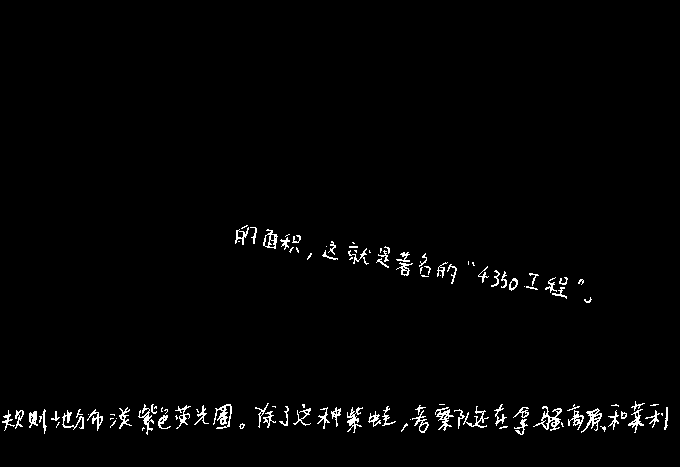 的面积，这就是著名的“4350工程”。
规则地分布淡紫色荧光圈。除了这种紫蛙，考察队还在拿骚高原和莱利